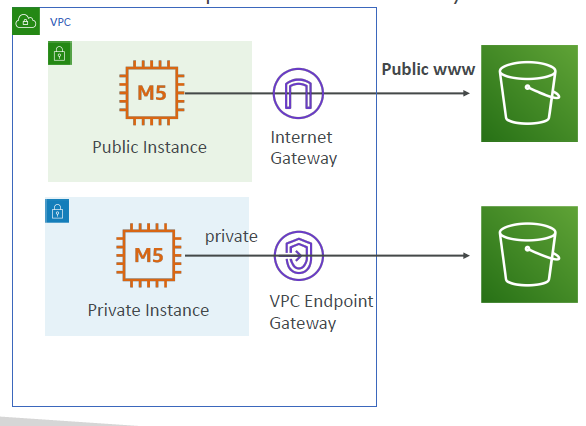 VPC
M5
Public Instance
Internet
Gateway
Public www
M5
private
Private Instance
VPC Endpoint
Gateway